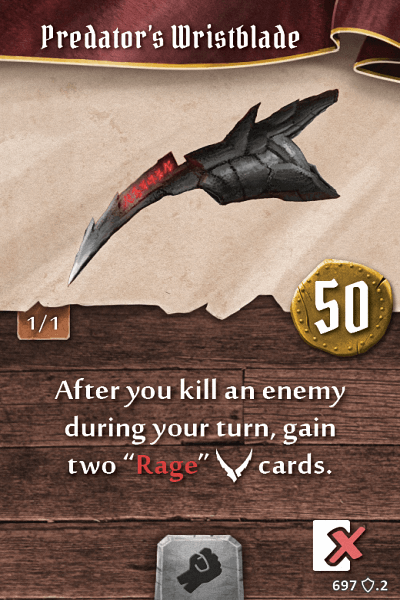 Predator's Wristblade
1/1
50
After you kill an enemy
during your turn, gain
two “Rage” cards.
697 .2